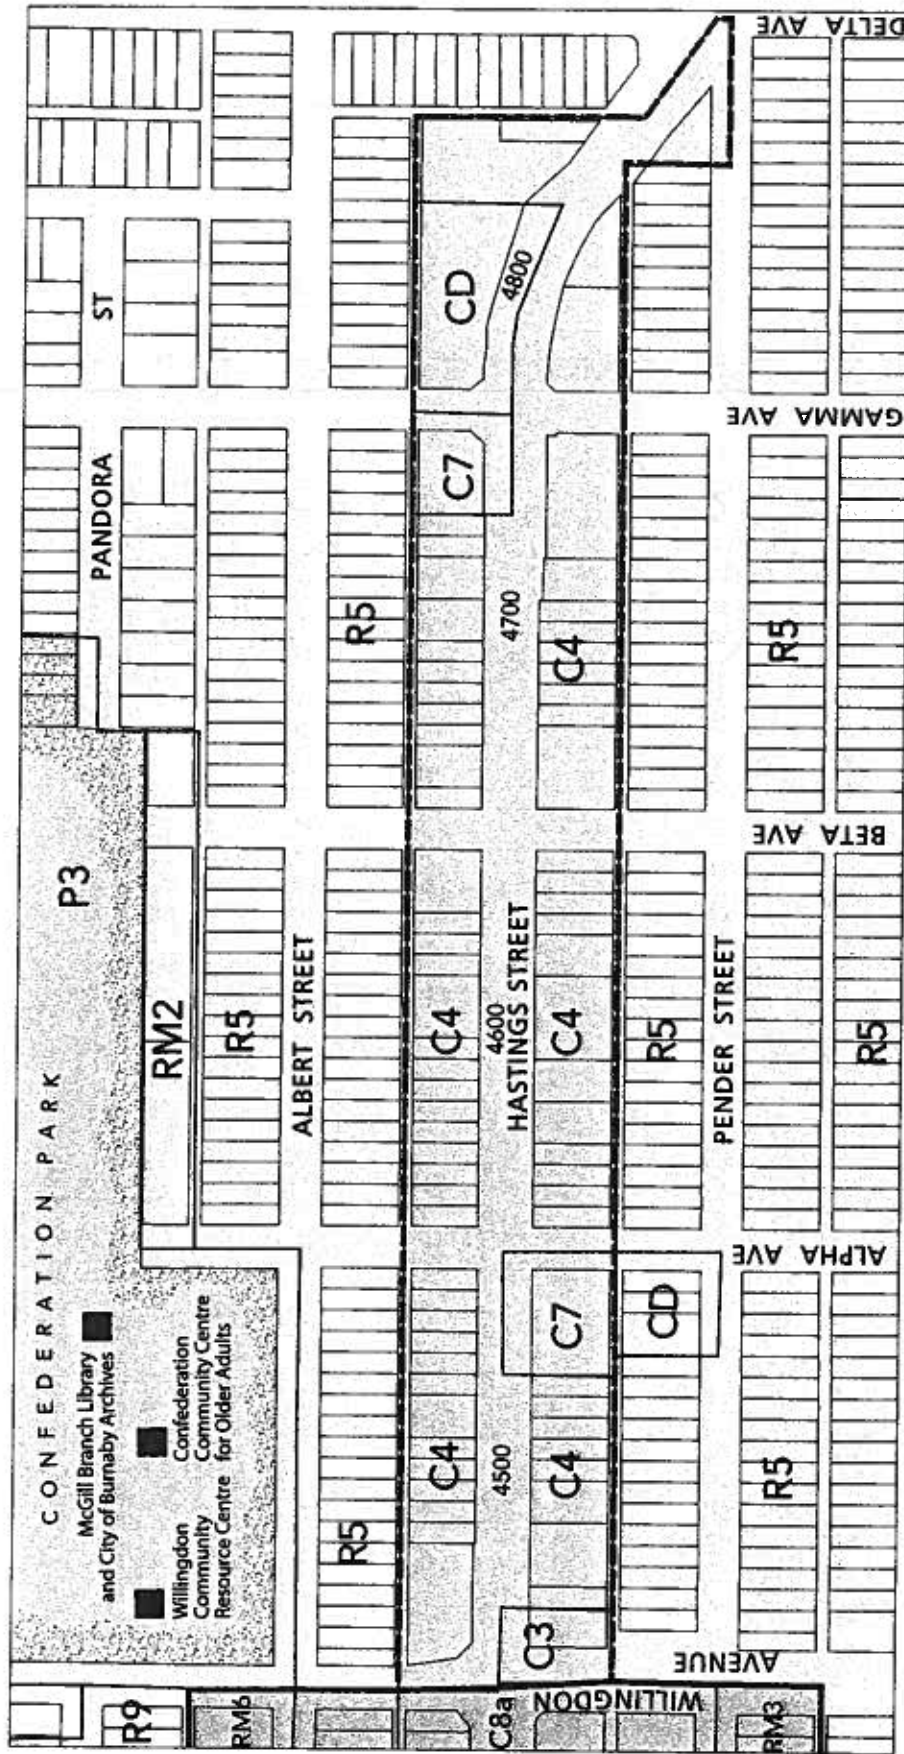 CONFEDERATION PARK
P3
McGill Branch Library
and City of Burnaby Archives
Willingdon
Community
Resource Centre
Confederation
Community Centre
for Older Adults
PANDORA
ST
R9
RM2
RM6
R5
R5
ALBERT STREET
R5
C4
C4
C7
CD
C8a
4500
4600
4700
4800
HASTINGS STREET
C3
C4
C7
C4
C4
CD
R5
WILLINGDON
AVENUE
PENDER STREET
RM3
R5
R5
R5
ALPHA AVE
BETA AVE
GAMMA AVE
DELTA AVE